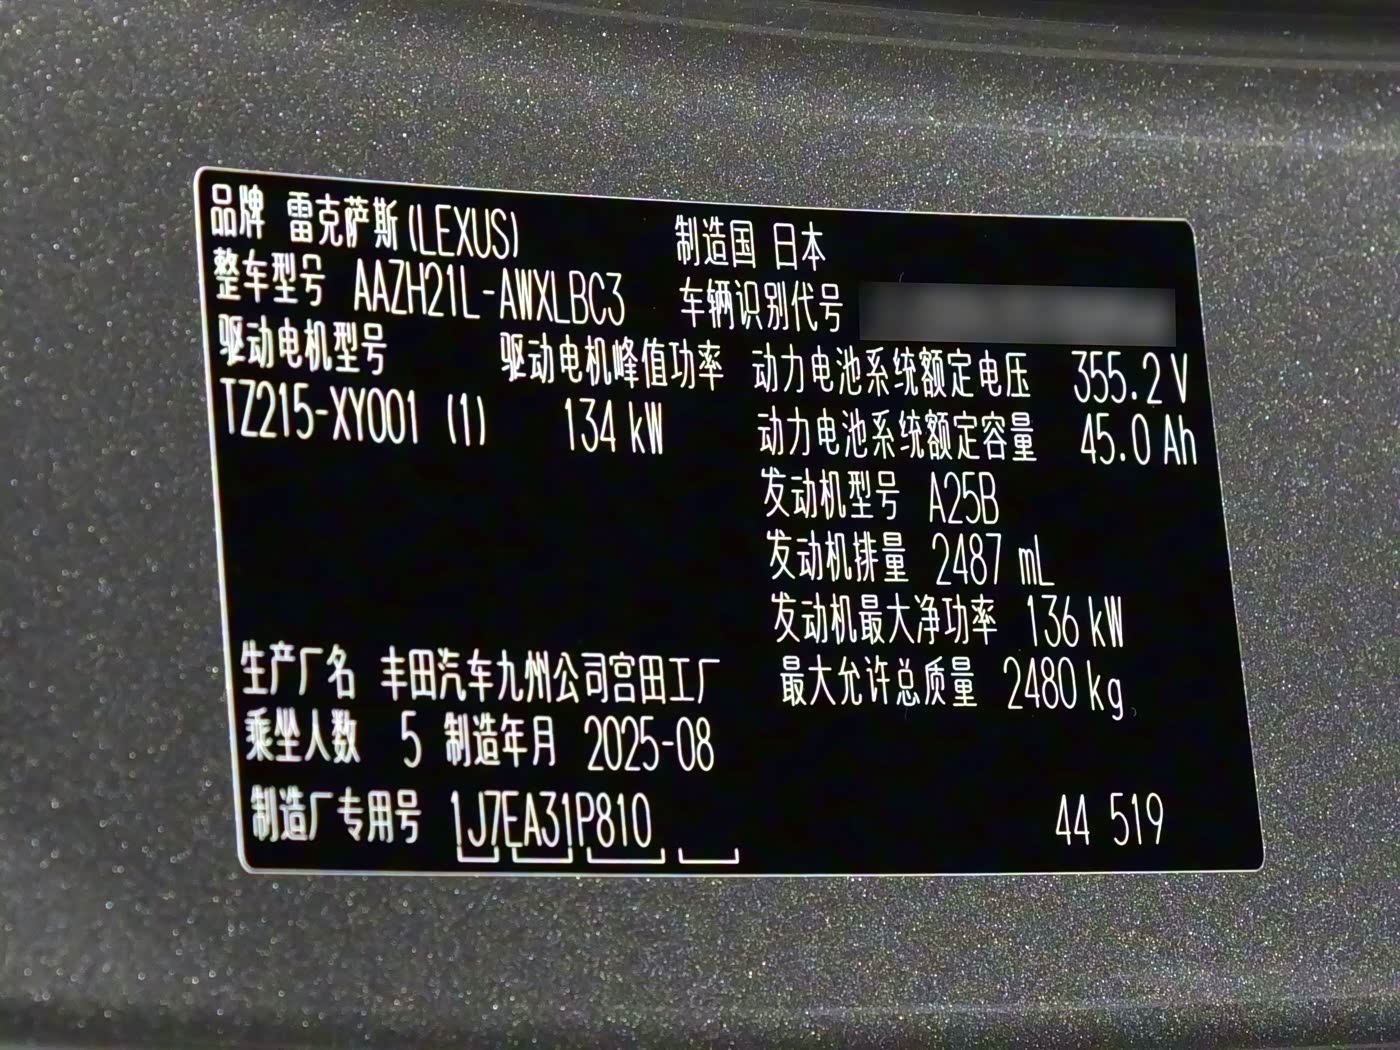 品牌 雷克萨斯(LEXUS) 制造国 日本
整车型号 AAZH21L-AWXLBC3 车辆识别代号
驱动电机型号 驱动电机峰值功率 动力电池系统额定电压 355.2 V
TZ215-XY001 (1) 134 kW 动力电池系统额定容量 45.0 Ah
发动机型号 A25B
发动机排量 2487 mL
发动机最大净功率 136 kW
生产厂名 丰田汽车九州公司宫田工厂 最大允许总质量 2480 kg
乘坐人数 5 制造年月 2025-08
制造厂专用号 1J7EA31P810 44 519